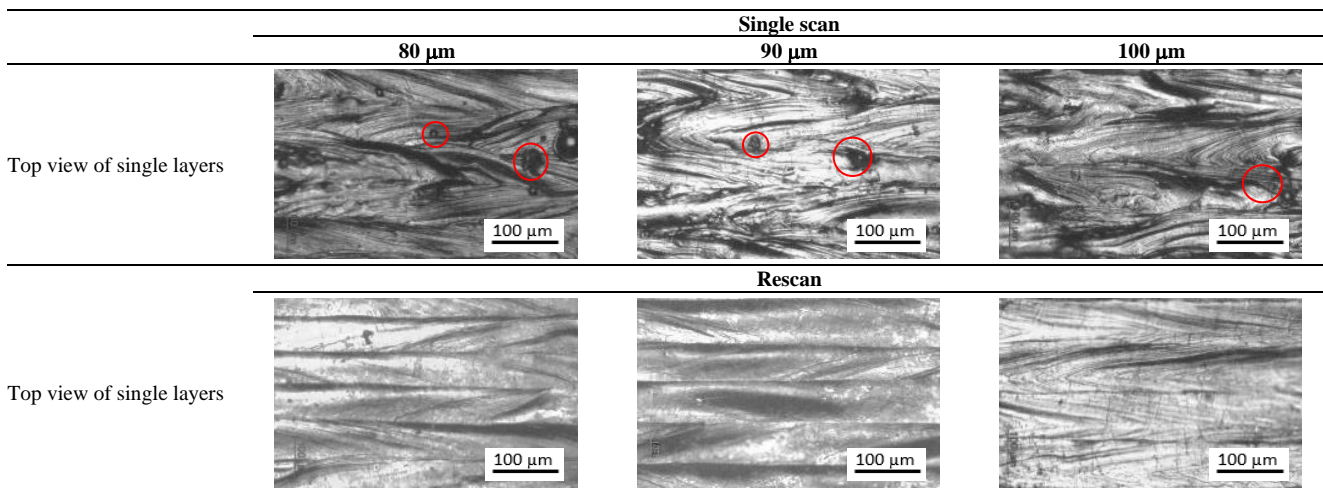 Single scan
80 μm 90 μm 100 μm
Top view of single layers
100 μm 100 μm 100 μm
Rescan
Top view of single layers
100 μm 100 μm 100 μm